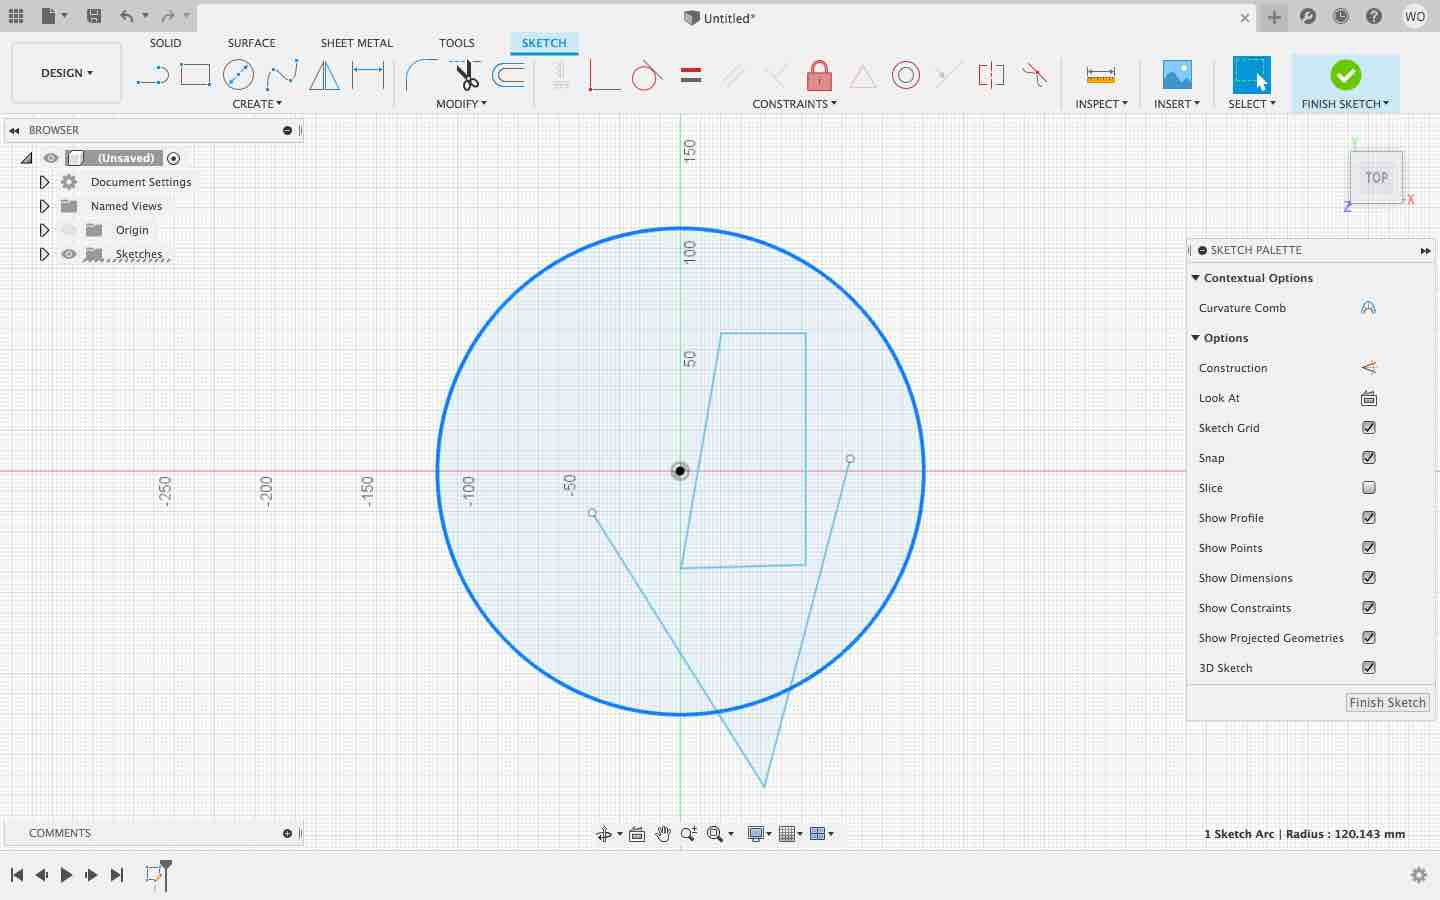 Untitled*
WO
DESIGN
SOLID
SURFACE
SHEET METAL
TOOLS
SKETCH
CREATE
MODIFY
CONSTRAINTS
INSPECT
INSERT
SELECT
FINISH SKETCH
BROWSER
(Unsaved)
Document Settings
Named Views
Origin
Sketches
150
100
50
-250
-200
-150
-100
-50
Y
TOP
X
Z
SKETCH PALETTE
Contextual Options
Curvature Comb
Options
Construction
Look At
Sketch Grid
Snap
Slice
Show Profile
Show Points
Show Dimensions
Show Constraints
Show Projected Geometries
3D Sketch
Finish Sketch
COMMENTS
1 Sketch Arc | Radius : 120.143 mm